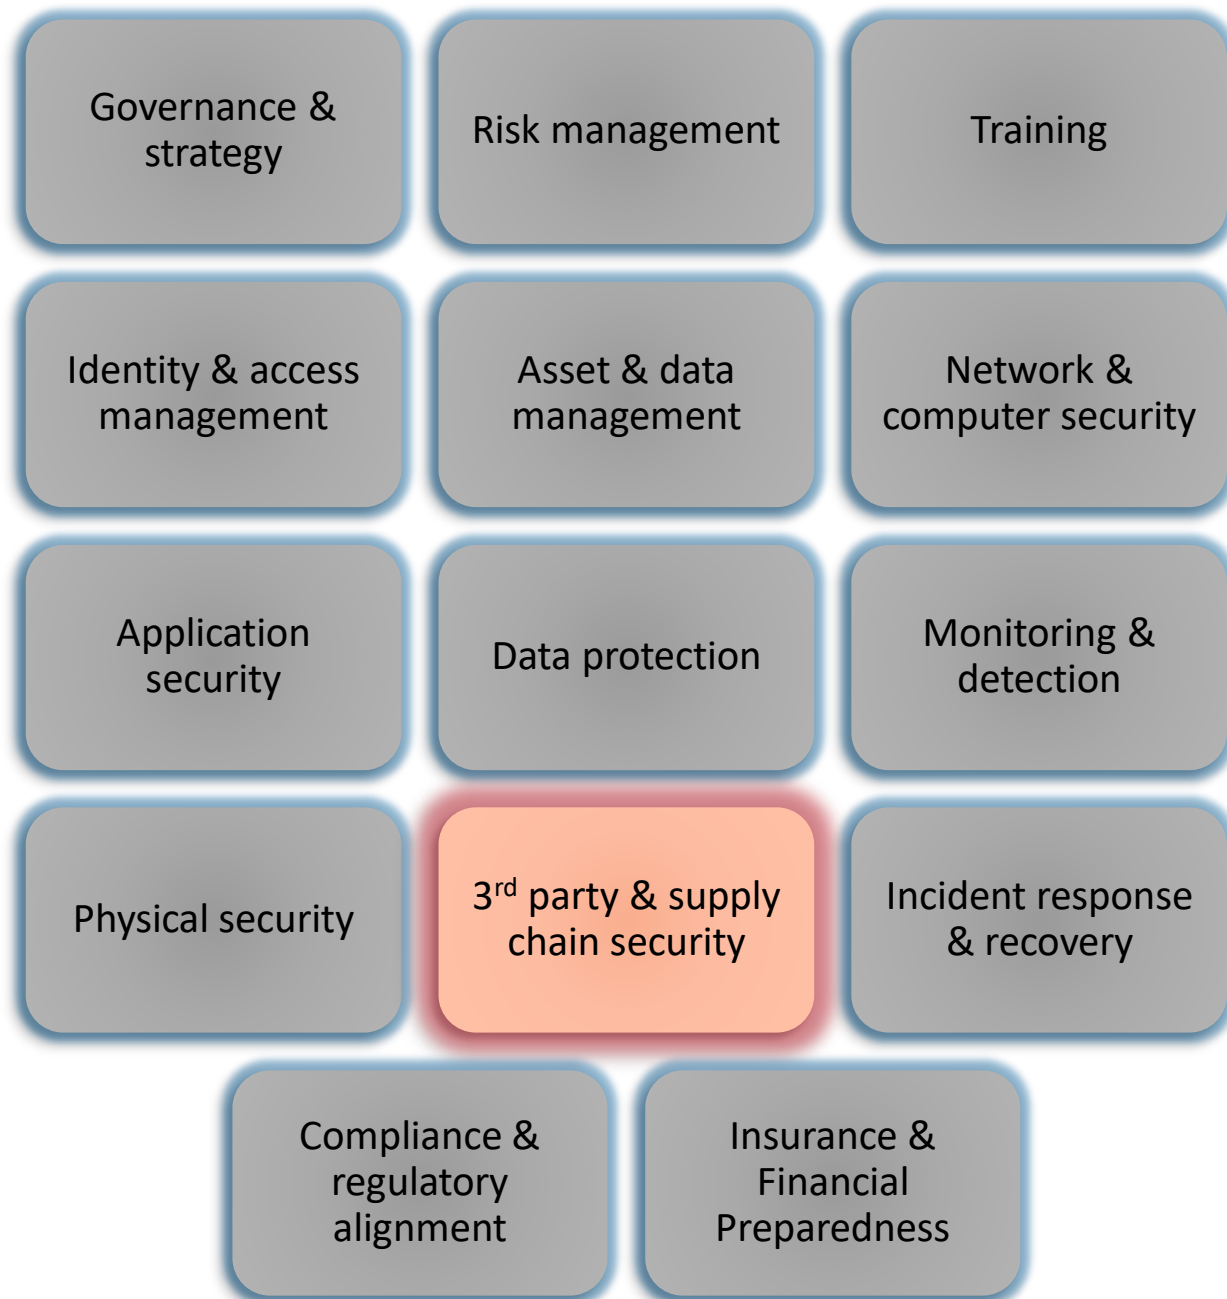 Governance &
strategy
Risk management
Training
Identity & access
management
Asset & data
management
Network &
computer security
Application
security
Data protection
Monitoring &
detection
Physical security
3rd party & supply
chain security
Incident response
& recovery
Compliance &
regulatory
alignment
Insurance &
Financial
Preparedness